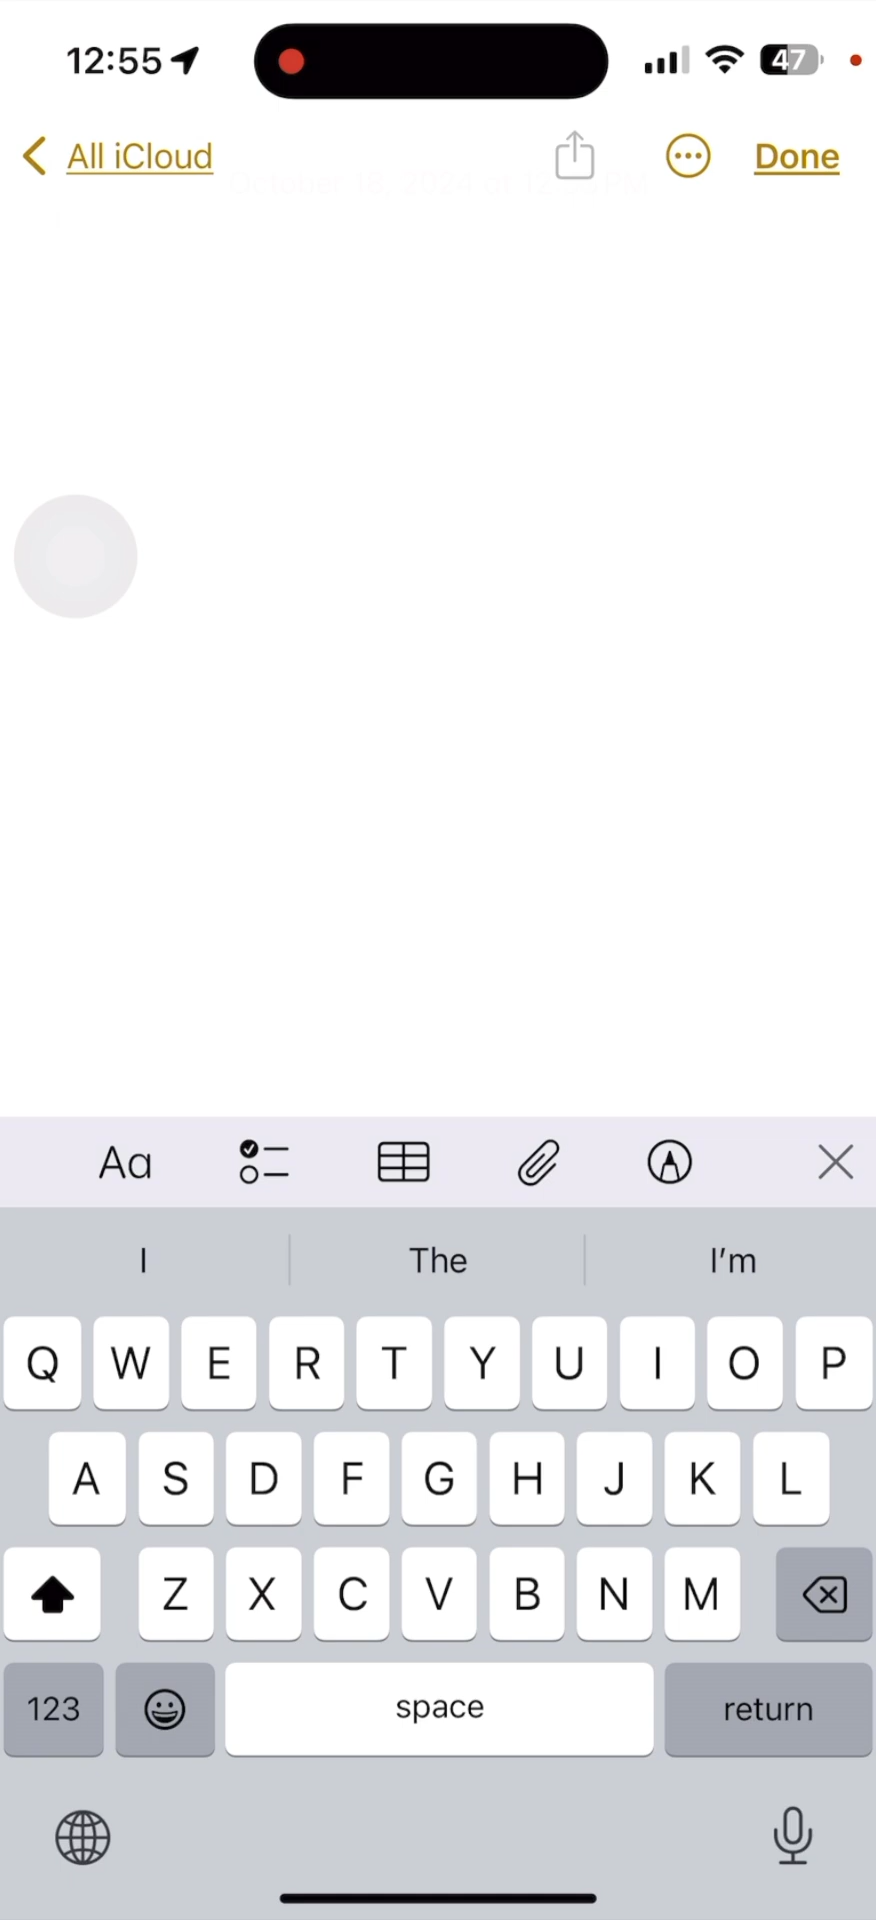 12:55
47
All iCloud
Done
Aa
I The I'm
Q W E R T Y U I O P
A S D F G H J K L
Z X C V B N M
123 space return